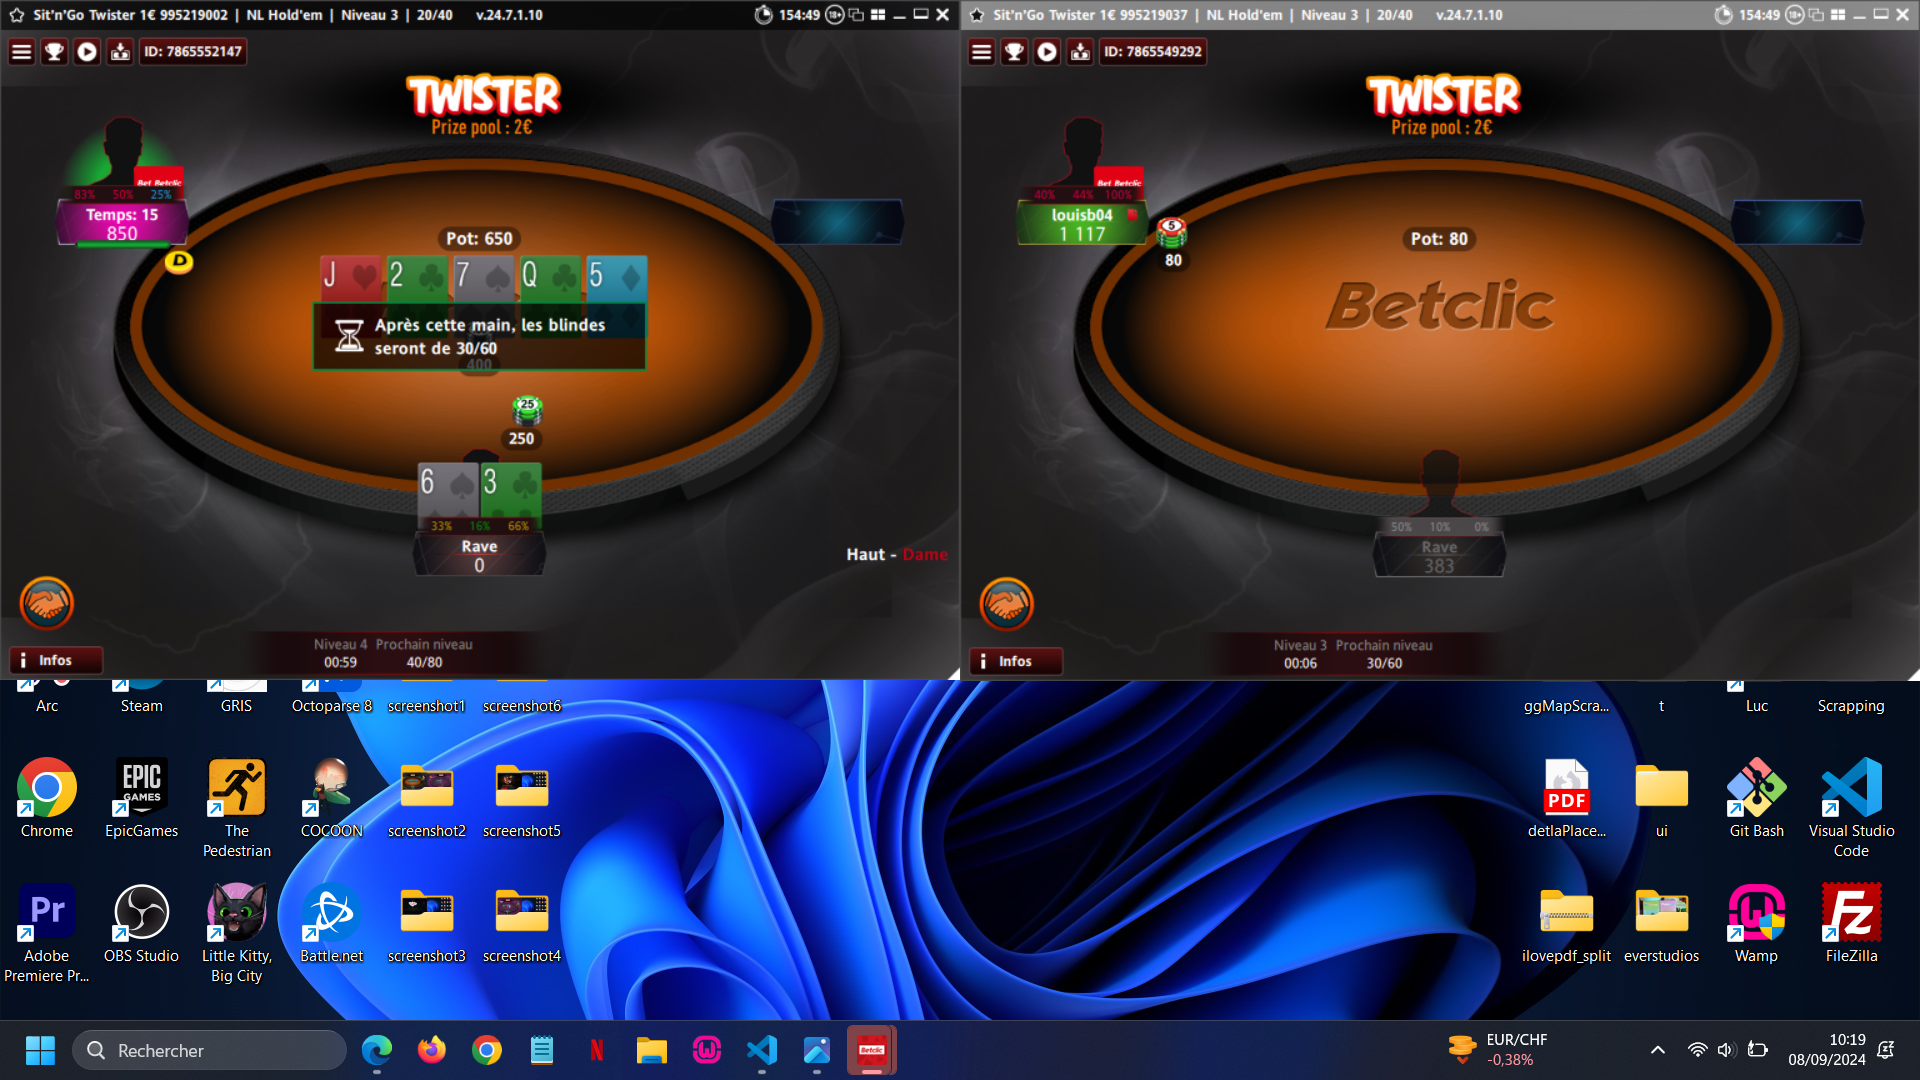 Sit'n'Go Twister 1€ 995219002 | NL Hold'em | Niveau 3 | 20/40 v.24.7.1.10
154:49 18+
ID: 7865552147
TWISTER
Prize pool : 2€
Bet Betclic
83% 50% 25%
Temps: 15
850
D
Pot: 650
J 2 7 Q 5
Après cette main, les blindes
seront de 30/60
400
25
250
6 3
33% 16% 66%
Rave
0
Haut - Dame
Niveau 4 Prochain niveau
00:59 40/80
i Infos
Sit'n'Go Twister 1€ 995219037 | NL Hold'em | Niveau 3 | 20/40 v.24.7.1.10
154:49 18+
ID: 7865549292
TWISTER
Prize pool : 2€
Bet Betclic
40% 44% 100%
louisb04
1 117
5
80
Pot: 80
Betclic
50% 10% 0%
Rave
383
Niveau 3 Prochain niveau
00:06 30/60
i Infos
Arc
Steam
GRIS
Octoparse 8
screenshot1
screenshot6
ggMapScra...
t
Luc
Scrapping
EPIC
GAMES
PDF
Chrome
EpicGames
The
Pedestrian
COCOON
screenshot2
screenshot5
detlaPlace...
ui
Git Bash
Visual Studio
Code
Pr
Fz
Adobe
Premiere Pr...
OBS Studio
Little Kitty,
Big City
Battle.net
screenshot3
screenshot4
ilovepdf_split
everstudios
Wamp
FileZilla
Rechercher
N
Betclic
EUR/CHF
-0,38%
10:19
08/09/2024